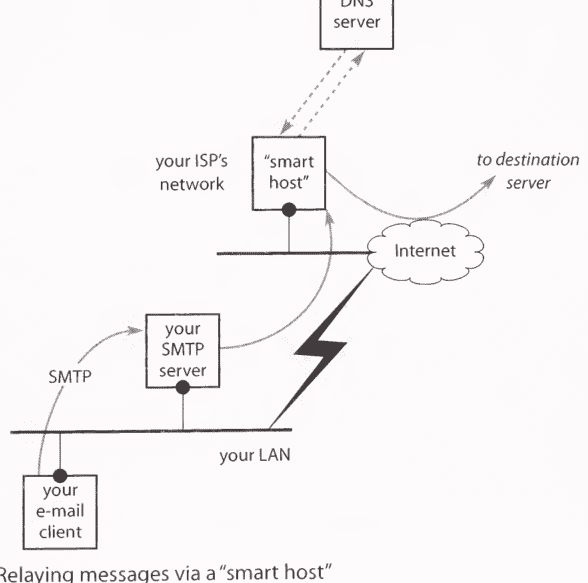 DNS
server
your ISP's
network
"smart
host"
to destination
server
Internet
your
SMTP
server
SMTP
your LAN
your
e-mail
client
Relaying messages via a "smart host"